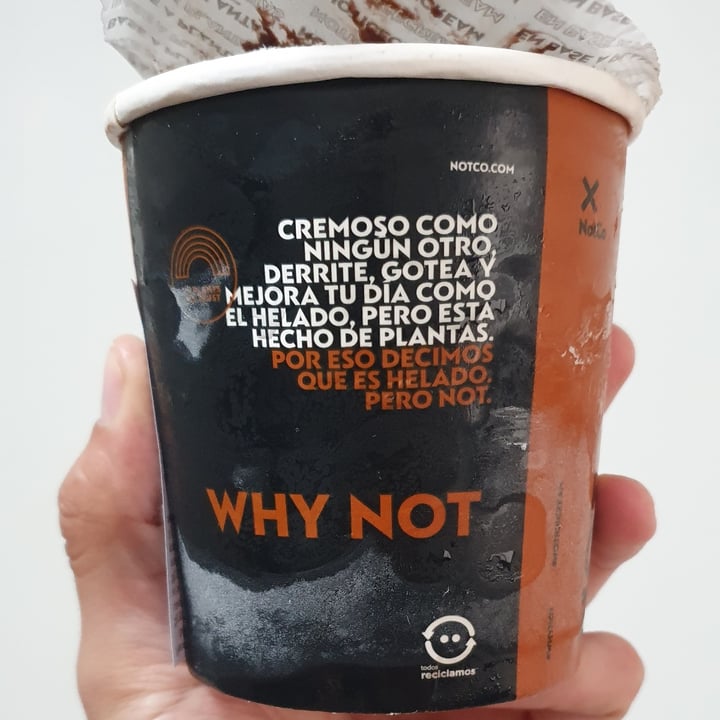 NOTCO.COM
CREMOSO COMO
NINGÚN OTRO,
DERRITE, GOTEA Y
MEJORA TU DÍA COMO
EL HELADO, PERO ESTÁ
HECHO DE PLANTAS.
POR ESO DECIMOS
QUE ES HELADO,
PERO NOT.
WHY NOT
NotCo
todos
reciclamos